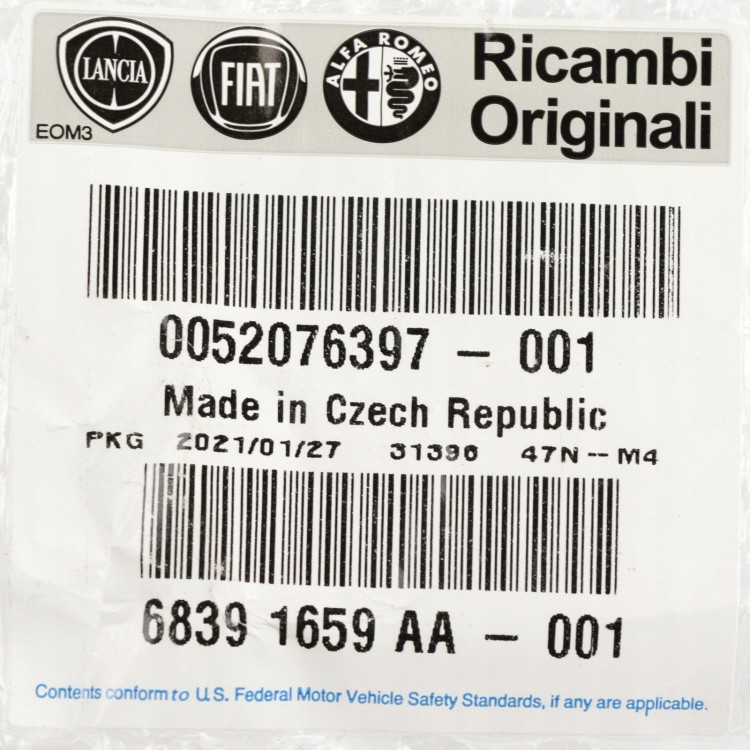 LANCIA
FIAT
ALFA ROMEO
Ricambi
Originali
EOM3
0052076397 - 001
Made in Czech Republic
PKG 2021/01/27 31396 47N--M4
6839 1659 AA - 001
Contents conform to U.S. Federal Motor Vehicle Safety Standards, if any are applicable.